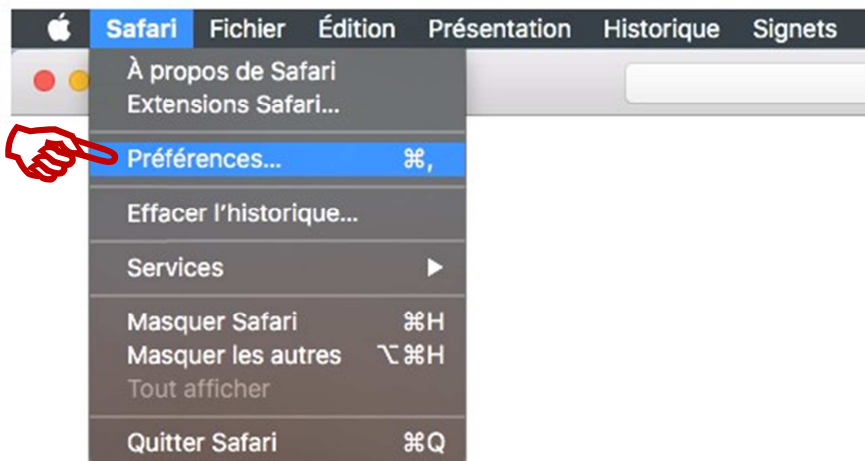 Safari Fichier Édition Présentation Historique Signets
À propos de Safari
Extensions Safari...
Préférences... ⌘,
Effacer l'historique...
Services ▶
Masquer Safari ⌘H
Masquer les autres ⌥⌘H
Tout afficher
Quitter Safari ⌘Q